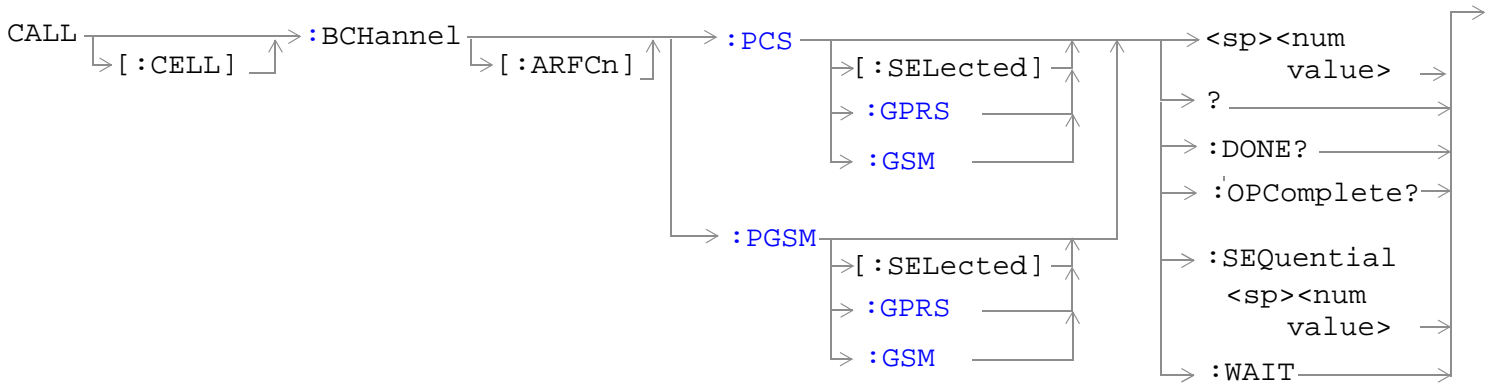 CALL
[:CELL]
:BCHannel
[:ARFCn]
:PCS
[:SELected]
:GPRS
:GSM
:PGSM
[:SELected]
:GPRS
:GSM
<sp><num
value>
?
:DONE?
:OPComplete?
:SEQuential
<sp><num
value>
:WAIT